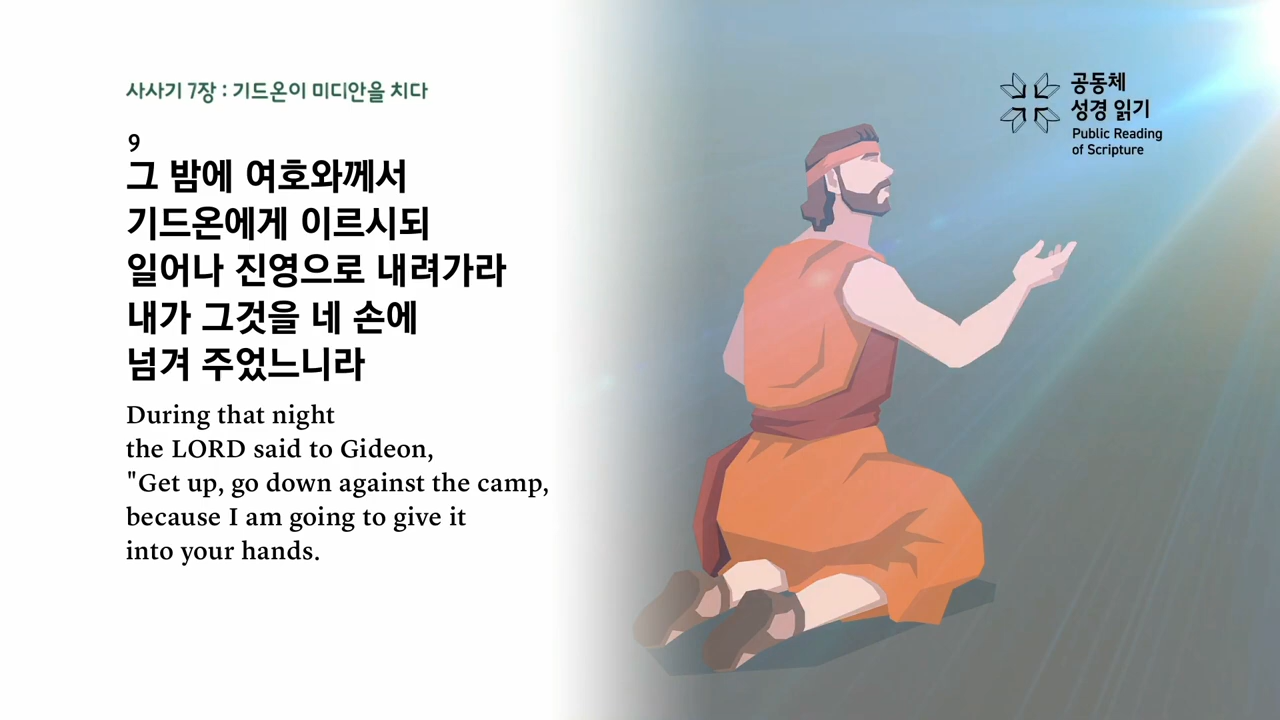 사사기 7장 : 기드온이 미디안을 치다
9
그 밤에 여호와께서
기드온에게 이르시되
일어나 진영으로 내려가라
내가 그것을 네 손에
넘겨 주었느니라
During that night
the LORD said to Gideon,
"Get up, go down against the camp,
because I am going to give it
into your hands.
공동체
성경 읽기
Public Reading
of Scripture